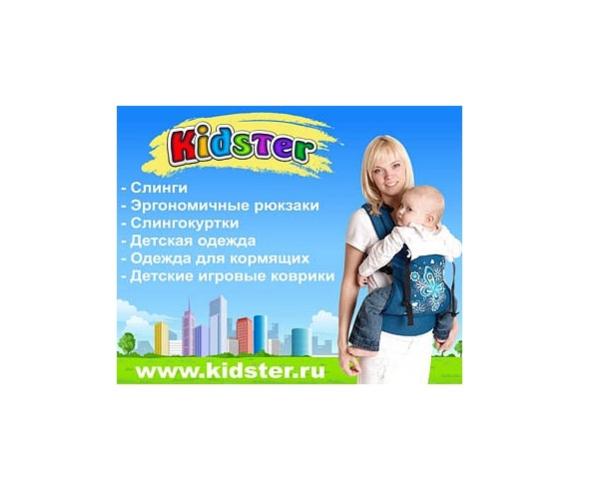 Kidster
- Слинги
- Эргономичные рюкзаки
- Слингокуртки
- Детская одежда
- Одежда для кормящих
- Детские игровые коврики
www.kidster.ru